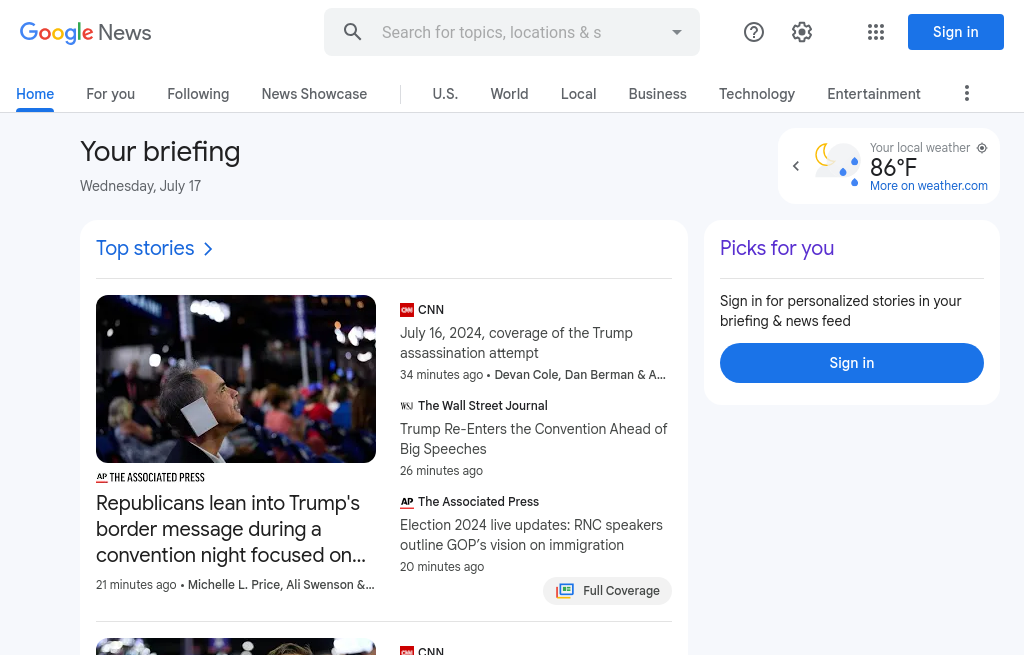 Google News
Search for topics, locations & s
Sign in
Home
For you
Following
News Showcase
U.S.
World
Local
Business
Technology
Entertainment
Your briefing
Wednesday, July 17
Your local weather
86°F
More on weather.com
Top stories
THE ASSOCIATED PRESS
Republicans lean into Trump's
border message during a
convention night focused on...
21 minutes ago • Michelle L. Price, Ali Swenson &...
CNN
July 16, 2024, coverage of the Trump
assassination attempt
34 minutes ago • Devan Cole, Dan Berman & A...
WSJ The Wall Street Journal
Trump Re-Enters the Convention Ahead of
Big Speeches
26 minutes ago
AP The Associated Press
Election 2024 live updates: RNC speakers
outline GOP’s vision on immigration
20 minutes ago
Full Coverage
CNN
Picks for you
Sign in for personalized stories in your
briefing & news feed
Sign in